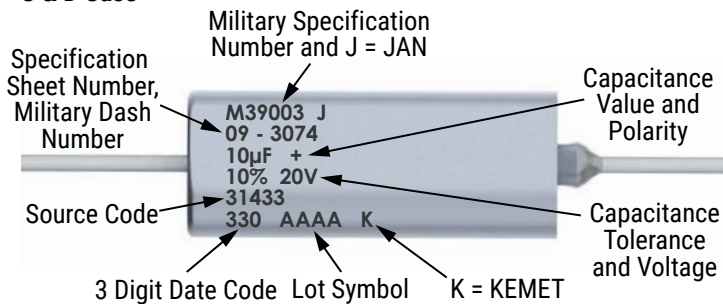 Military Specification
Number and J = JAN
Specification
Sheet Number,
Military Dash
Number
Capacitance
Value and
Polarity
M39003 J
09 - 3074
10µF +
10% 20V
31433
330 AAAA K
Source Code
Capacitance
Tolerance
and Voltage
3 Digit Date Code
Lot Symbol
K = KEMET